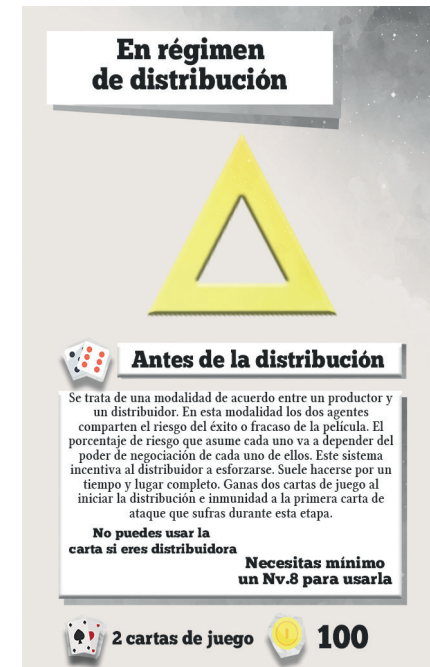 En régimen
de distribución
Antes de la distribución
Se trata de una modalidad de acuerdo entre un productor y
un distribuidor. En esta modalidad los dos agentes
comparten el riesgo del éxito o fracaso de la película. El
porcentaje de riesgo que asume cada uno va a depender del
poder de negociación de cada uno de ellos. Este sistema
incentiva al distribuidor a esforzarse. Suele hacerse por un
tiempo y lugar completo. Ganas dos cartas de juego al
iniciar la distribución e inmunidad a la primera carta de
ataque que sufras durante esta etapa.
No puedes usar la
carta si eres distribuidora
Necesitas mínimo
un Nv.8 para usarla
2 cartas de juego
100